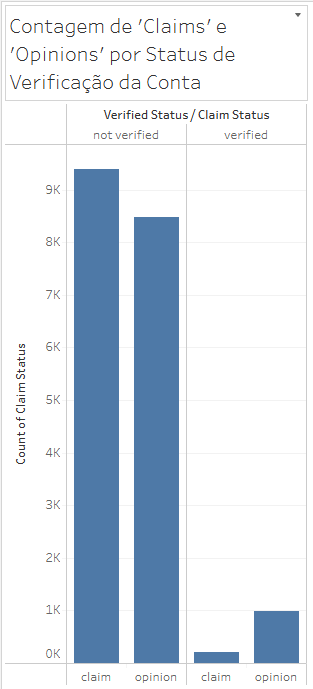 Contagem de 'Claims' e
'Opinions' por Status de
Verificação da Conta
Verified Status / Claim Status
not verified verified
Count of Claim Status
9K
8K
7K
6K
5K
4K
3K
2K
1K
0K
claim opinion claim opinion